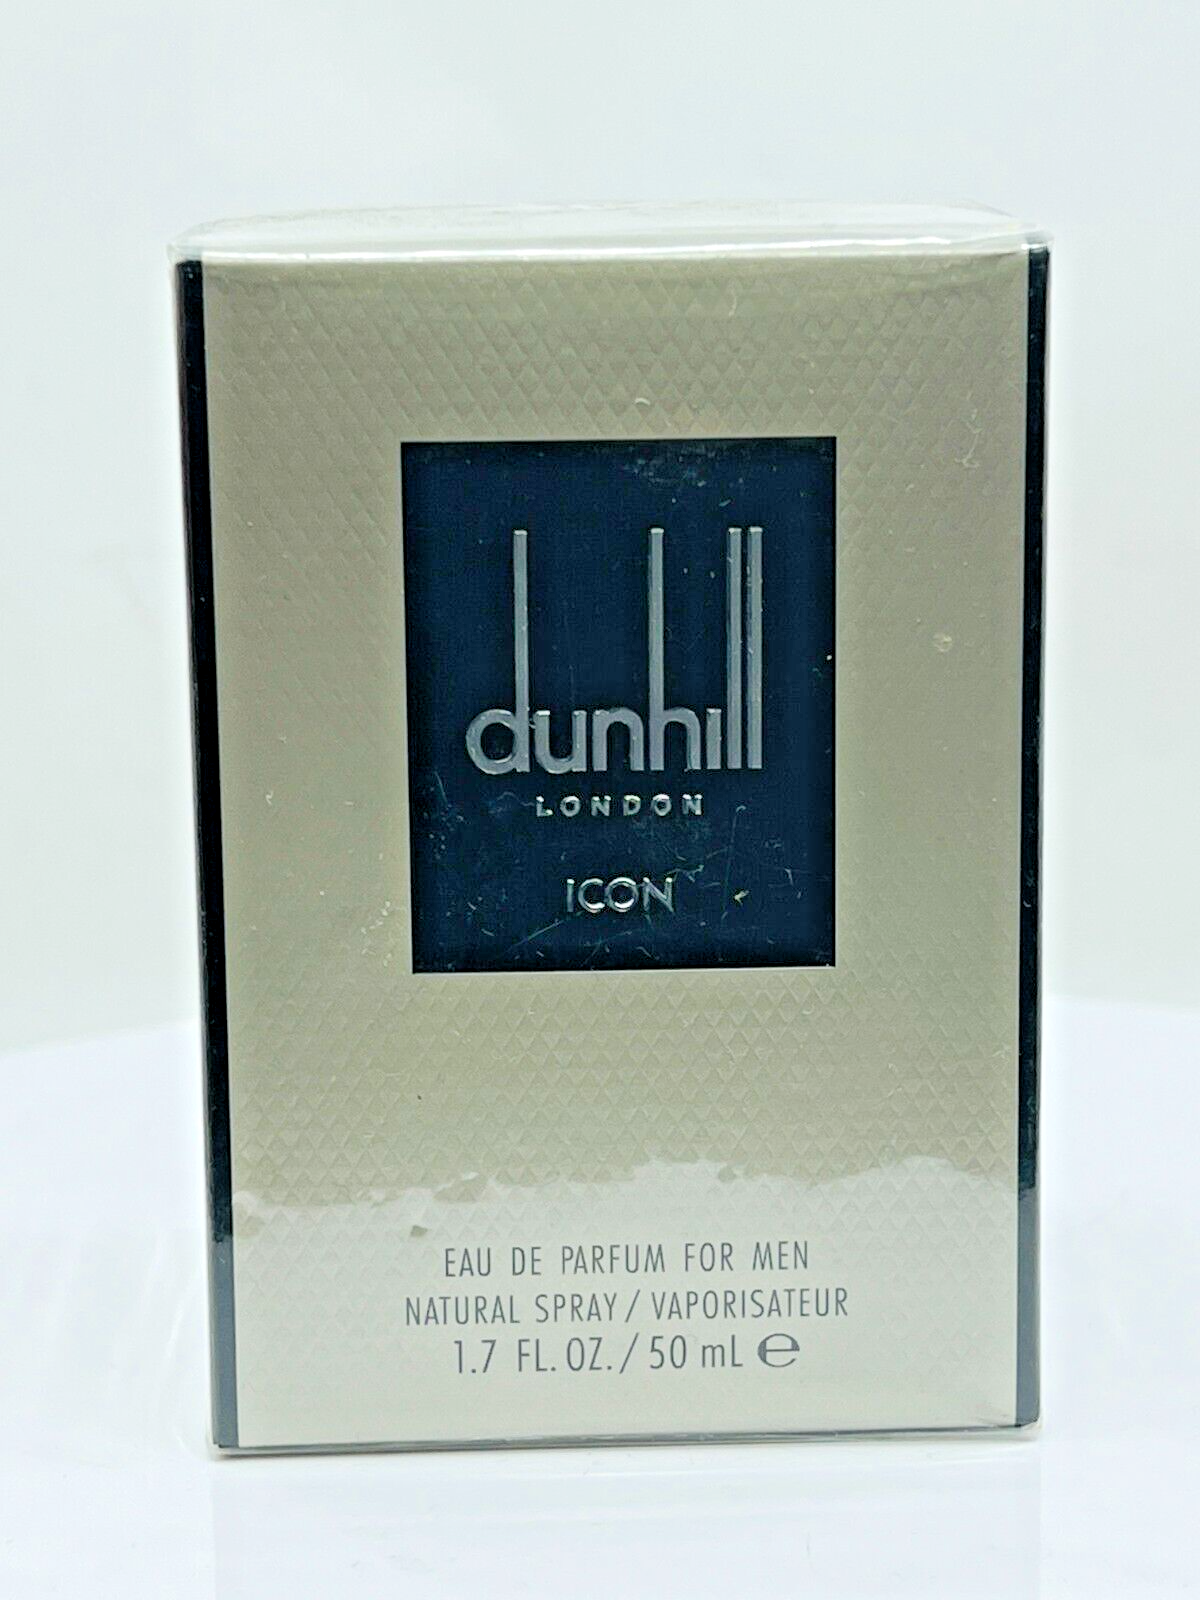 dunhill
LONDON
ICON
EAU DE PARFUM FOR MEN
NATURAL SPRAY / VAPORISATEUR
1.7 FL. OZ. / 50 mL ℮